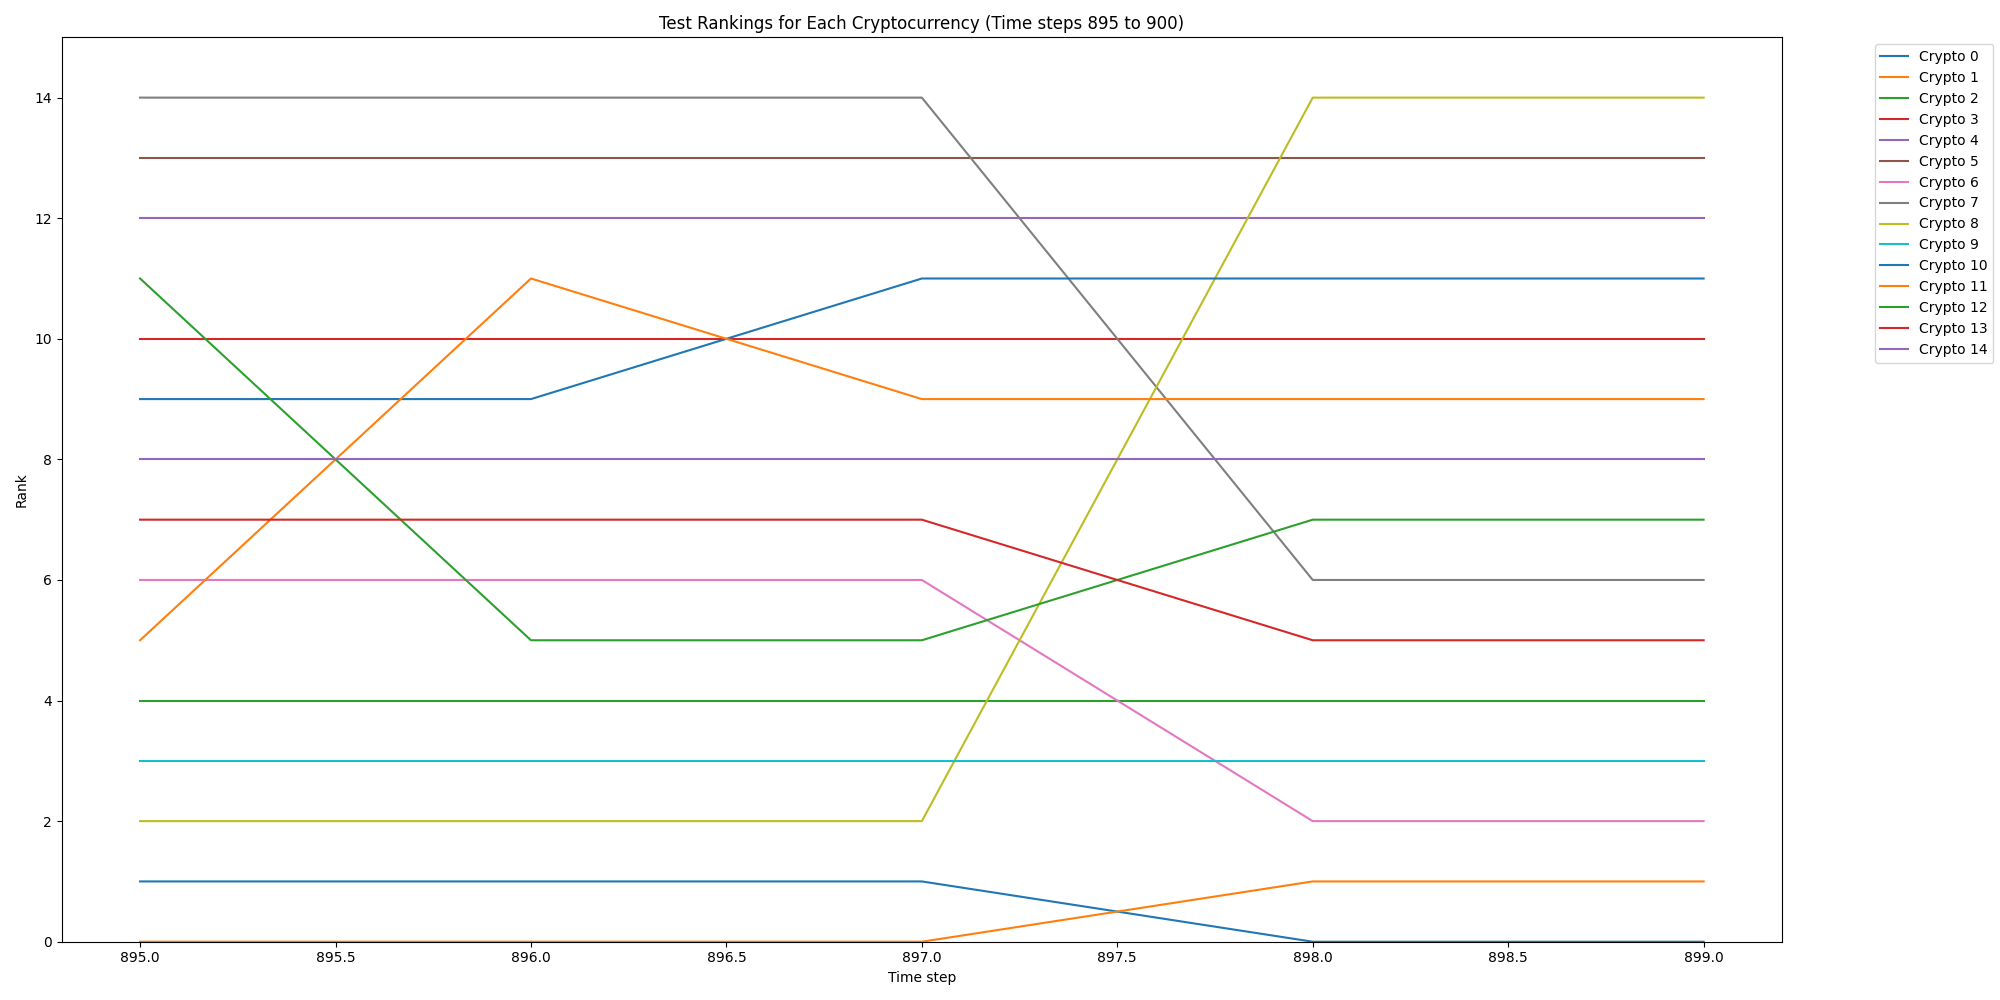 Test Rankings for Each Cryptocurrency (Time steps 895 to 900)
Rank
14
12
10
8
6
4
2
0
895.0
895.5
896.0
896.5
897.0
897.5
898.0
898.5
899.0
Time step
Crypto 0
Crypto 1
Crypto 2
Crypto 3
Crypto 4
Crypto 5
Crypto 6
Crypto 7
Crypto 8
Crypto 9
Crypto 10
Crypto 11
Crypto 12
Crypto 13
Crypto 14